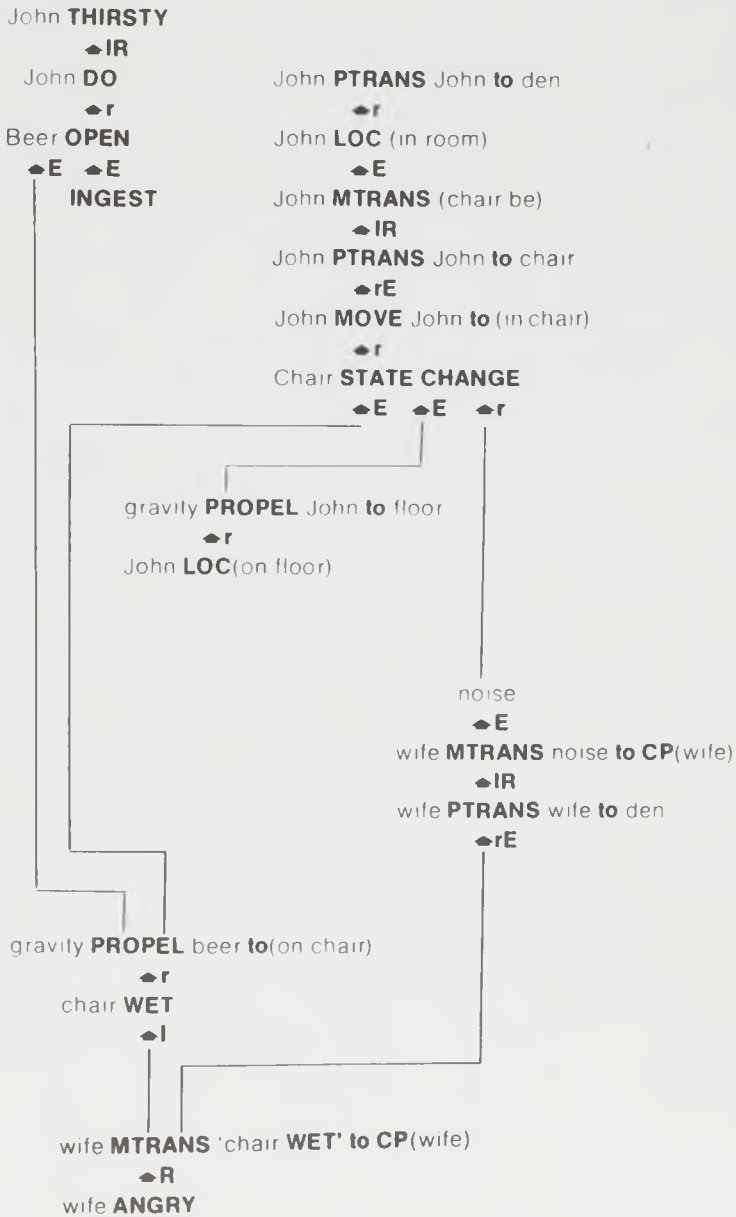 John THIRSTY
IR
John DO
r
Beer OPEN
E E
INGEST
John PTRANS John to den
r
John LOC (in room)
E
John MTRANS (chair be)
IR
John PTRANS John to chair
rE
John MOVE John to (in chair)
r
Chair STATE CHANGE
E E r
gravity PROPEL John to floor
r
John LOC(on floor)
noise
E
wife MTRANS noise to CP(wife)
IR
wife PTRANS wife to den
rE
gravity PROPEL beer to(on chair)
r
chair WET
I
wife MTRANS 'chair WET' to CP(wife)
R
wife ANGRY